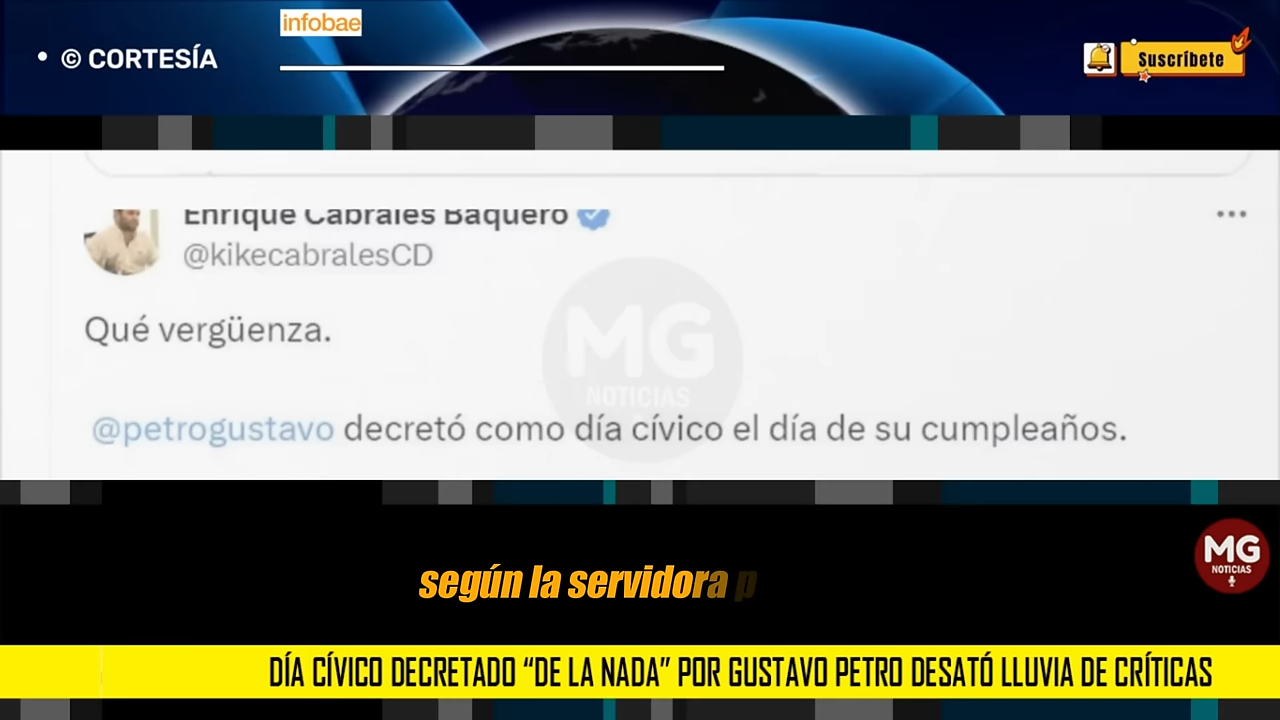 infobae
• © CORTESÍA
Suscríbete
Enrique Cabrales Baquero
@kikecabralesCD
Qué vergüenza.
MG
NOTICIAS
@petrogustavo decretó como día cívico el día de su cumpleaños.
MG
NOTICIAS
según la servidora p
DÍA CÍVICO DECRETADO “DE LA NADA” POR GUSTAVO PETRO DESATÓ LLUVIA DE CRÍTICAS